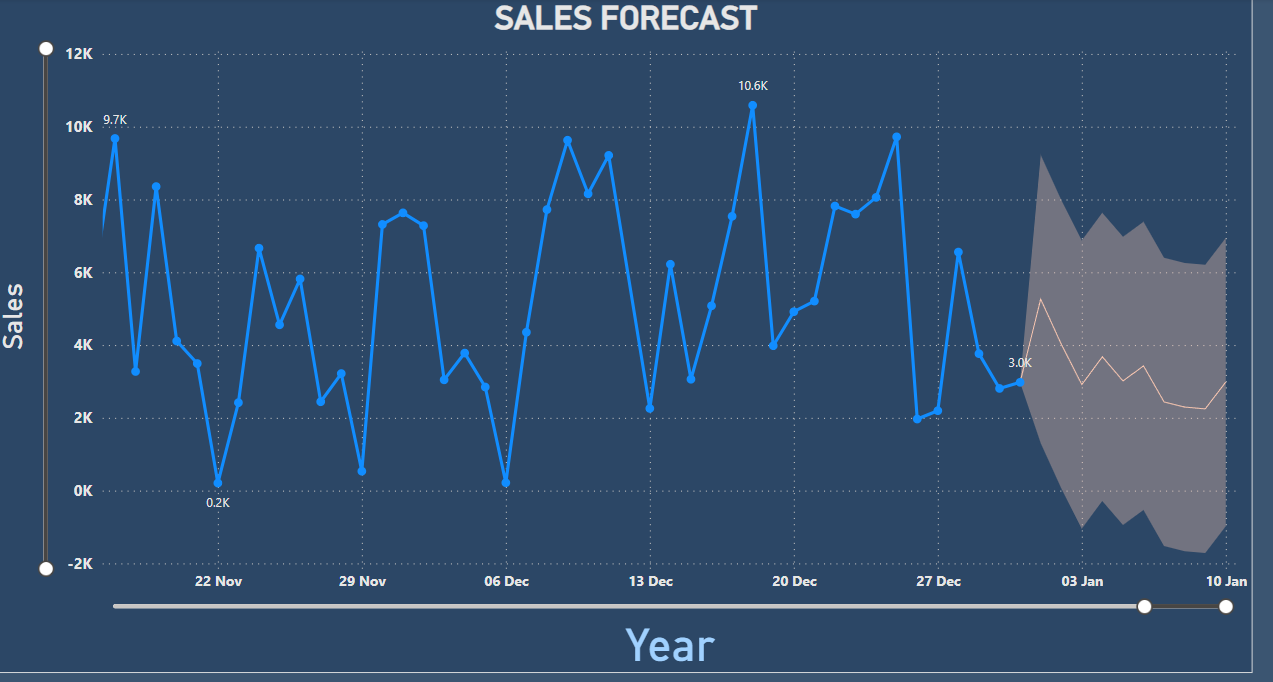 SALES FORECAST
12K
10K
8K
6K
4K
2K
0K
-2K
Sales
9.7K
0.2K
10.6K
3.0K
22 Nov
29 Nov
06 Dec
13 Dec
20 Dec
27 Dec
03 Jan
10 Jan
Year